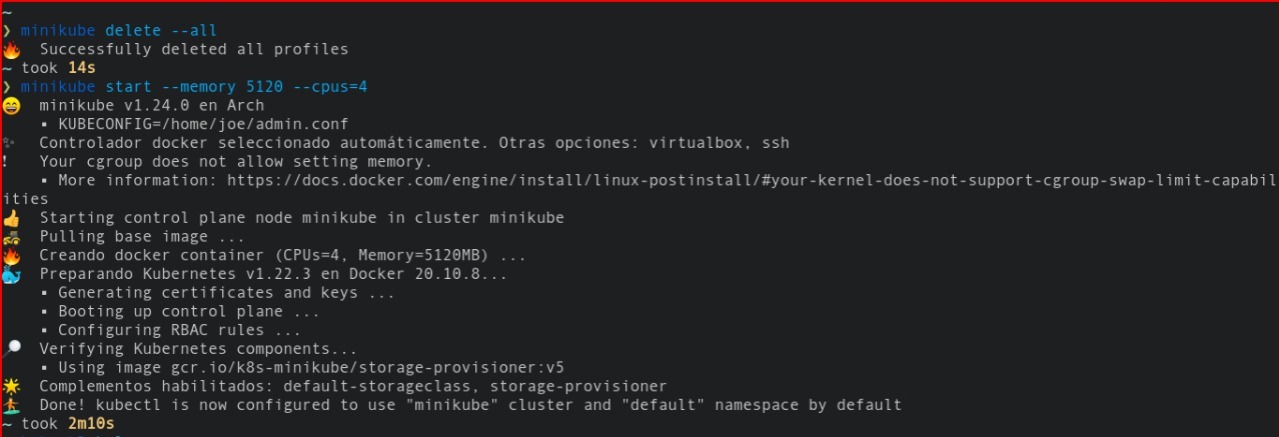 ~
❯ minikube delete --all
🔥 Successfully deleted all profiles
~ took 14s
❯ minikube start --memory 5120 --cpus=4
😄 minikube v1.24.0 en Arch
▪ KUBECONFIG=/home/joe/admin.conf
✨ Controlador docker seleccionado automáticamente. Otras opciones: virtualbox, ssh
! Your cgroup does not allow setting memory.
▪ More information: https://docs.docker.com/engine/install/linux-postinstall/#your-kernel-does-not-support-cgroup-swap-limit-capabil
ities
👍 Starting control plane node minikube in cluster minikube
🚜 Pulling base image ...
🔥 Creando docker container (CPUs=4, Memory=5120MB) ...
🐳 Preparando Kubernetes v1.22.3 en Docker 20.10.8...
▪ Generating certificates and keys ...
▪ Booting up control plane ...
▪ Configuring RBAC rules ...
🔎 Verifying Kubernetes components...
▪ Using image gcr.io/k8s-minikube/storage-provisioner:v5
🌟 Complementos habilitados: default-storageclass, storage-provisioner
🏄 Done! kubectl is now configured to use "minikube" cluster and "default" namespace by default
~ took 2m10s